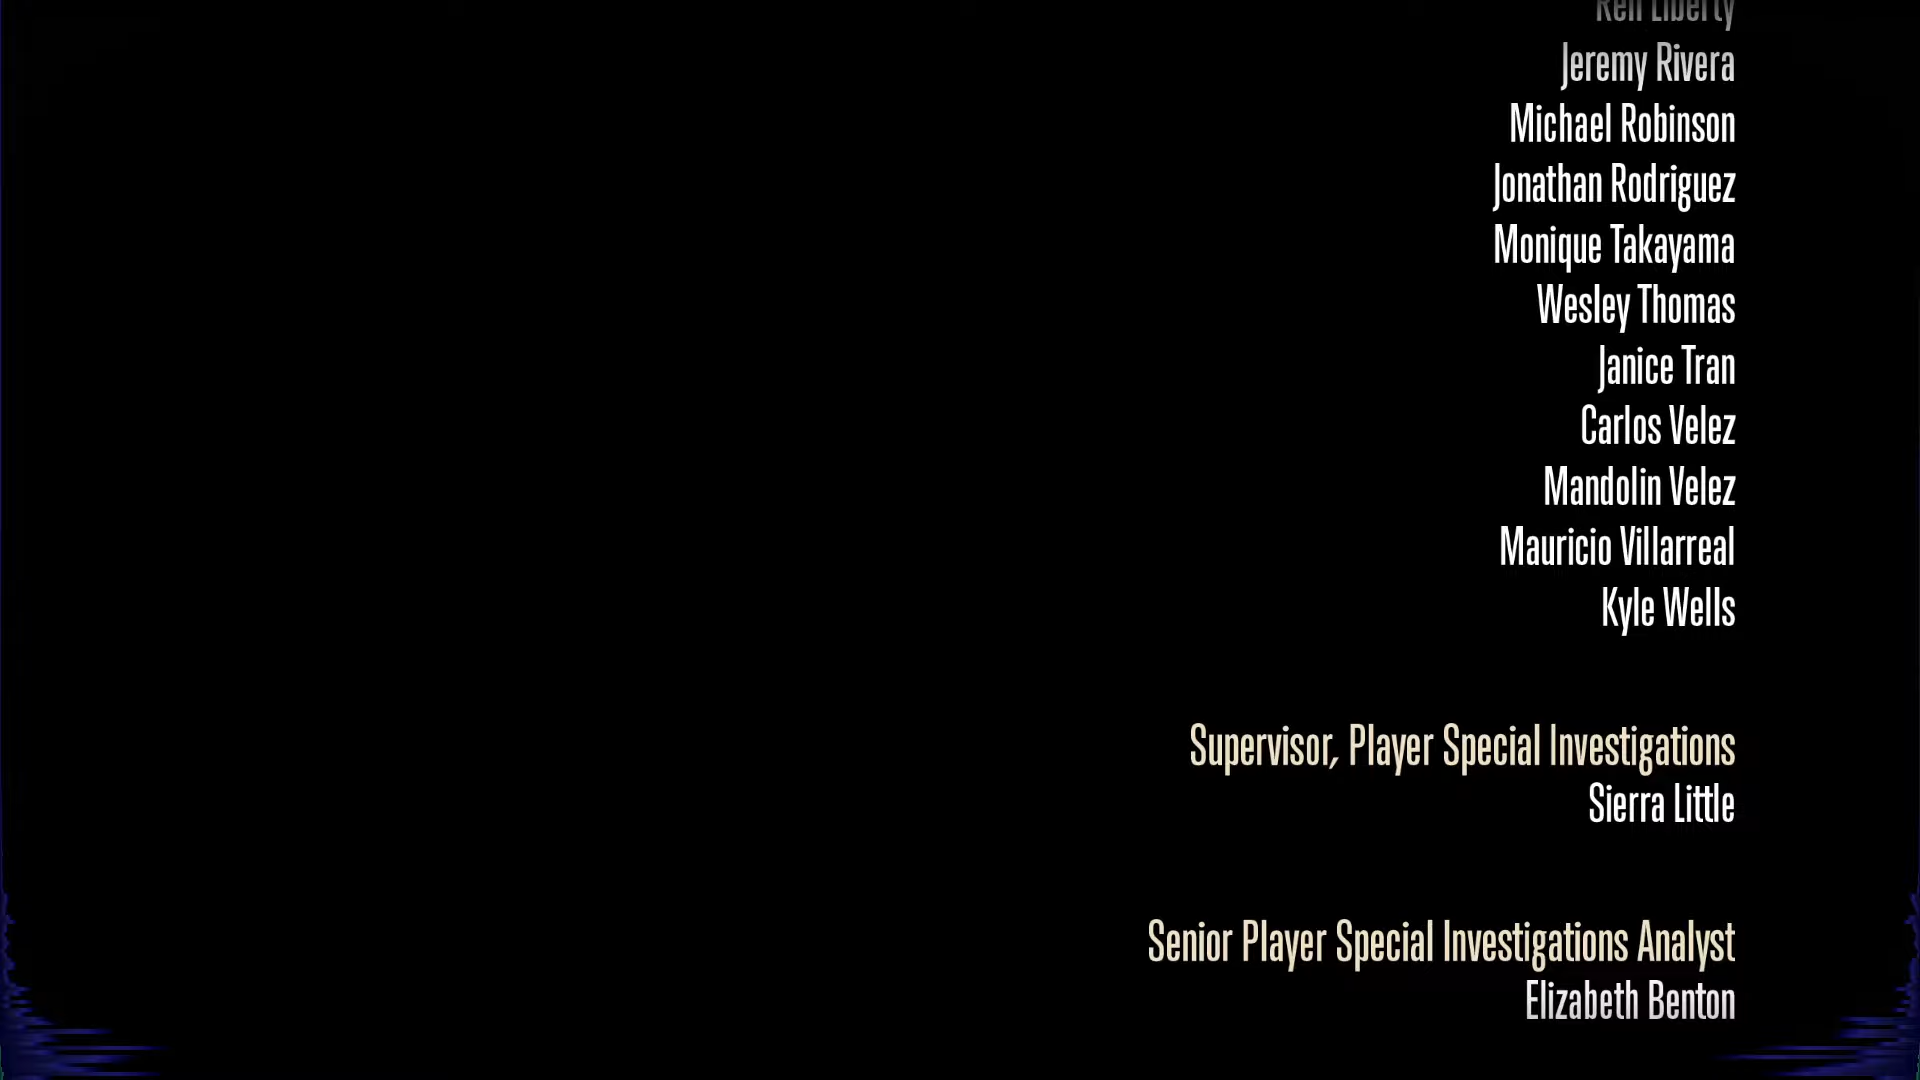 Liberty
Jeremy Rivera
Michael Robinson
Jonathan Rodriguez
Monique Takayama
Wesley Thomas
Janice Tran
Carlos Velez
Mandolin Velez
Mauricio Villarreal
Kyle Wells
Supervisor, Player Special Investigations
Sierra Little
Senior Player Special Investigations Analyst
Elizabeth Benton